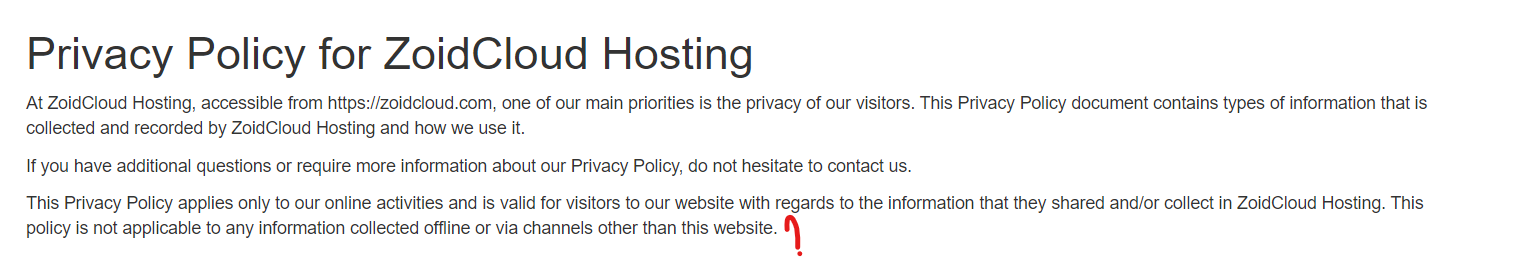 Privacy Policy for ZoidCloud Hosting
At ZoidCloud Hosting, accessible from https://zoidcloud.com, one of our main priorities is the privacy of our visitors. This Privacy Policy document contains types of information that is
collected and recorded by ZoidCloud Hosting and how we use it.
If you have additional questions or require more information about our Privacy Policy, do not hesitate to contact us.
This Privacy Policy applies only to our online activities and is valid for visitors to our website with regards to the information that they shared and/or collect in ZoidCloud Hosting. This
policy is not applicable to any information collected offline or via channels other than this website. ?